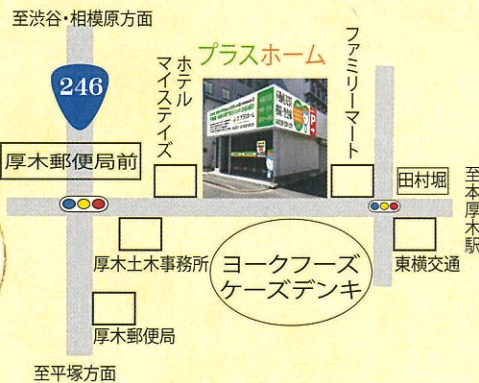 至渋谷・相模原方面
246
プラスホーム
ホテル
マイステイズ
ファミリーマート
厚木郵便局前
田村堀
至本厚木駅
厚木土木事務所
ヨークフーズ
ケーズデンキ
東横交通
厚木郵便局
至平塚方面